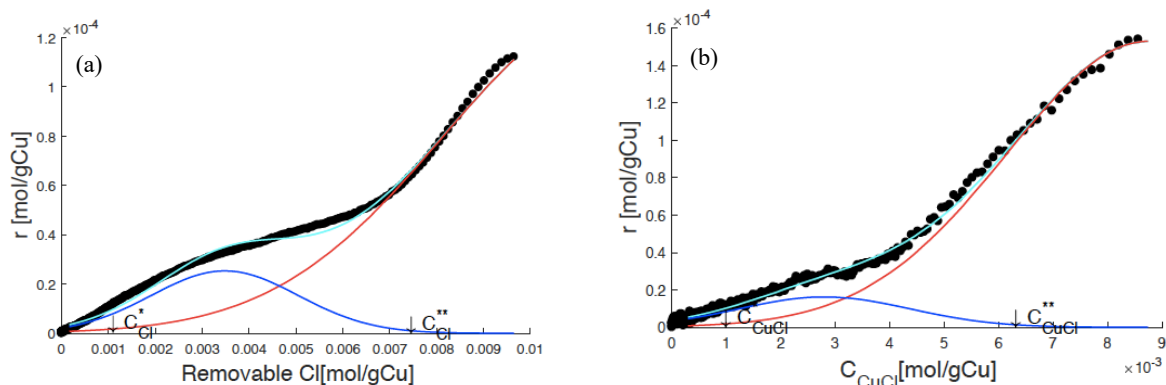 ×10⁻⁴
1.2
(a)
1
0.8
0.6
0.4
0.2
0
r [mol/gCu]
C*Cl
C**Cl
0 0.001 0.002 0.003 0.004 0.005 0.006 0.007 0.008 0.009 0.01
Removable Cl[mol/gCu]
×10⁻⁴
1.6
(b)
1.4
1.2
1
0.8
0.6
0.4
0.2
0
r [mol/gCu]
C*CuCl
C**CuCl
0 1 2 3 4 5 6 7 8 9
C_CuCl[mol/gCu]
×10⁻³